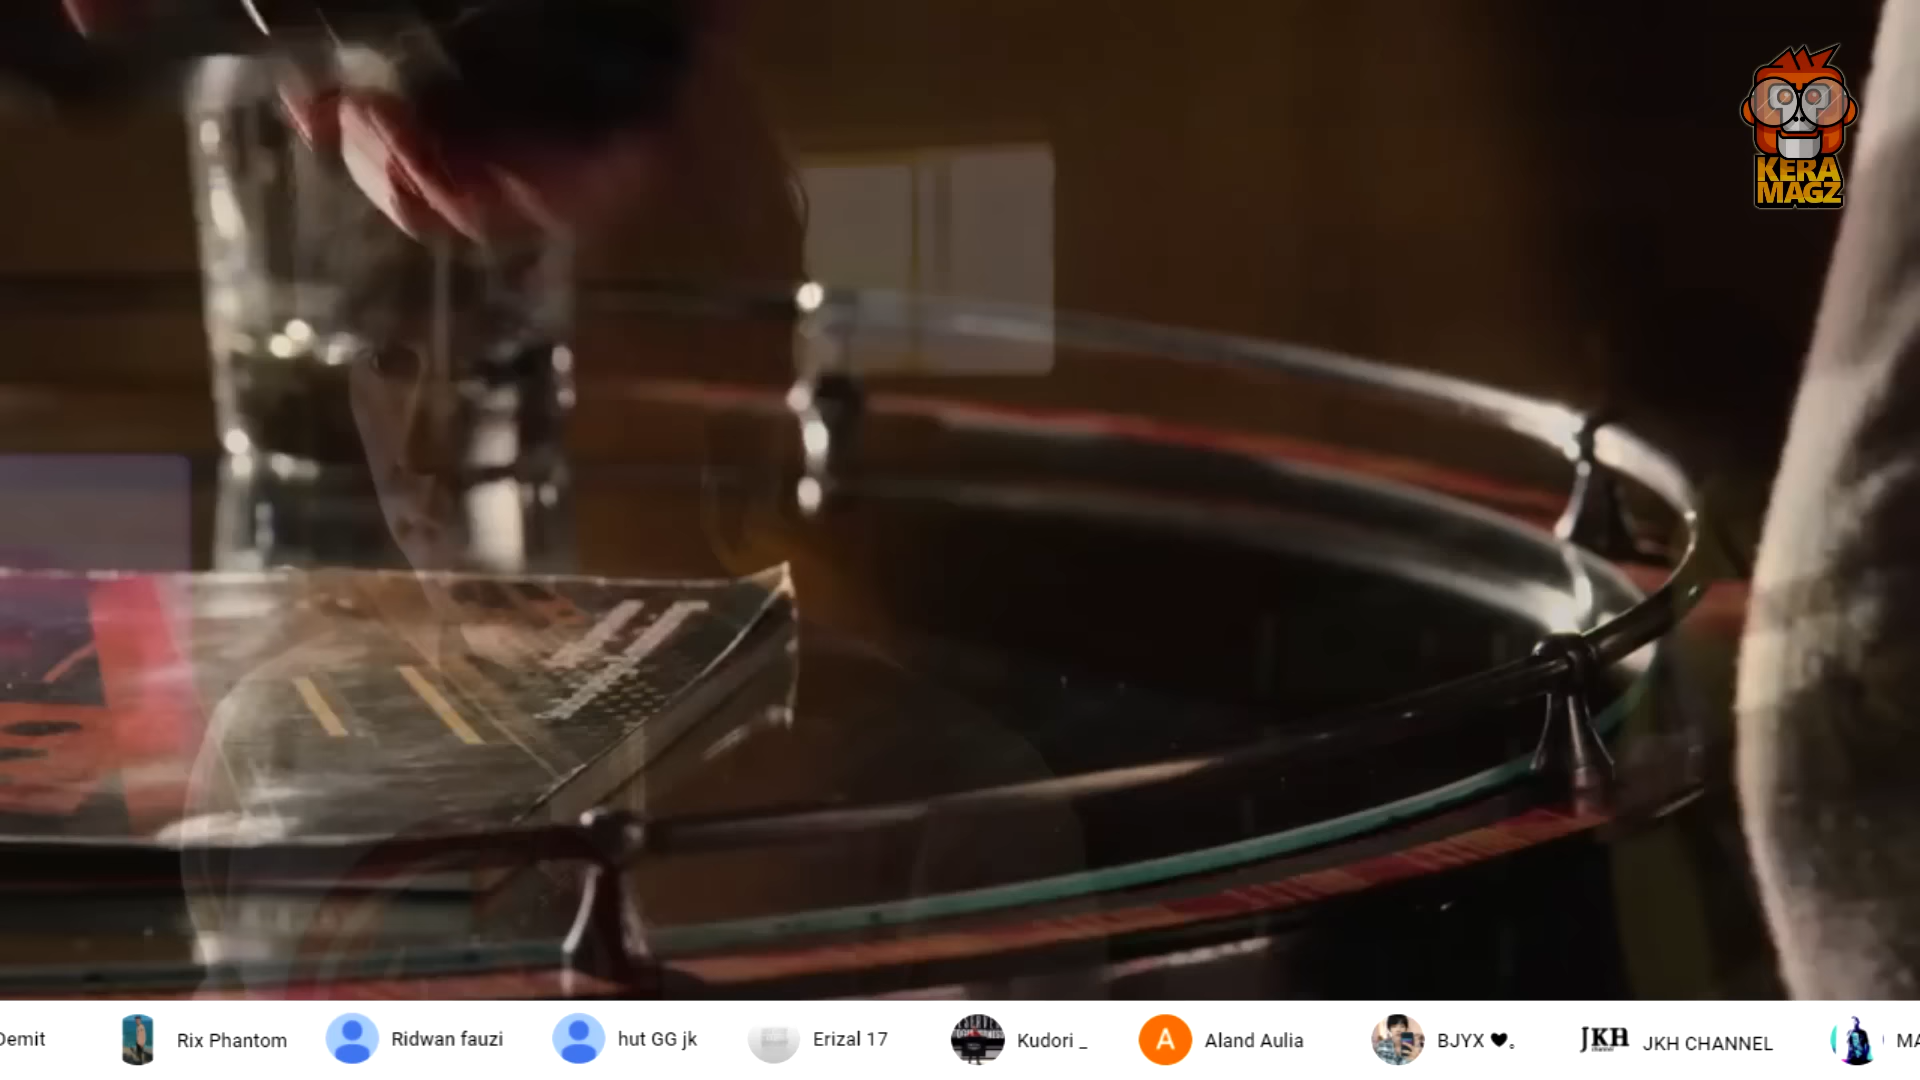 KERA
MAGZ
Demit
Rix Phantom
Ridwan fauzi
hut GG jk
Erizal 17
Kudori _
A
Aland Aulia
BJYX ♥。
JKH
JKH CHANNEL
MA